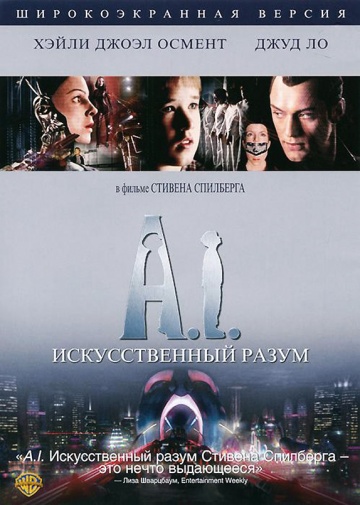 ШИРОКОЭКРАННАЯ ВЕРСИЯ
ХЭЙЛИ ДЖОЭЛ ОСМЕНТ ДЖУД ЛО
в фильме СТИВЕНА СПИЛБЕРГА
A.I.
ИСКУССТВЕННЫЙ РАЗУМ
«A.I. Искусственный разум Стивена Спилберга –
это нечто выдающееся»
— Лиза Шварцбаум, Entertainment Weekly